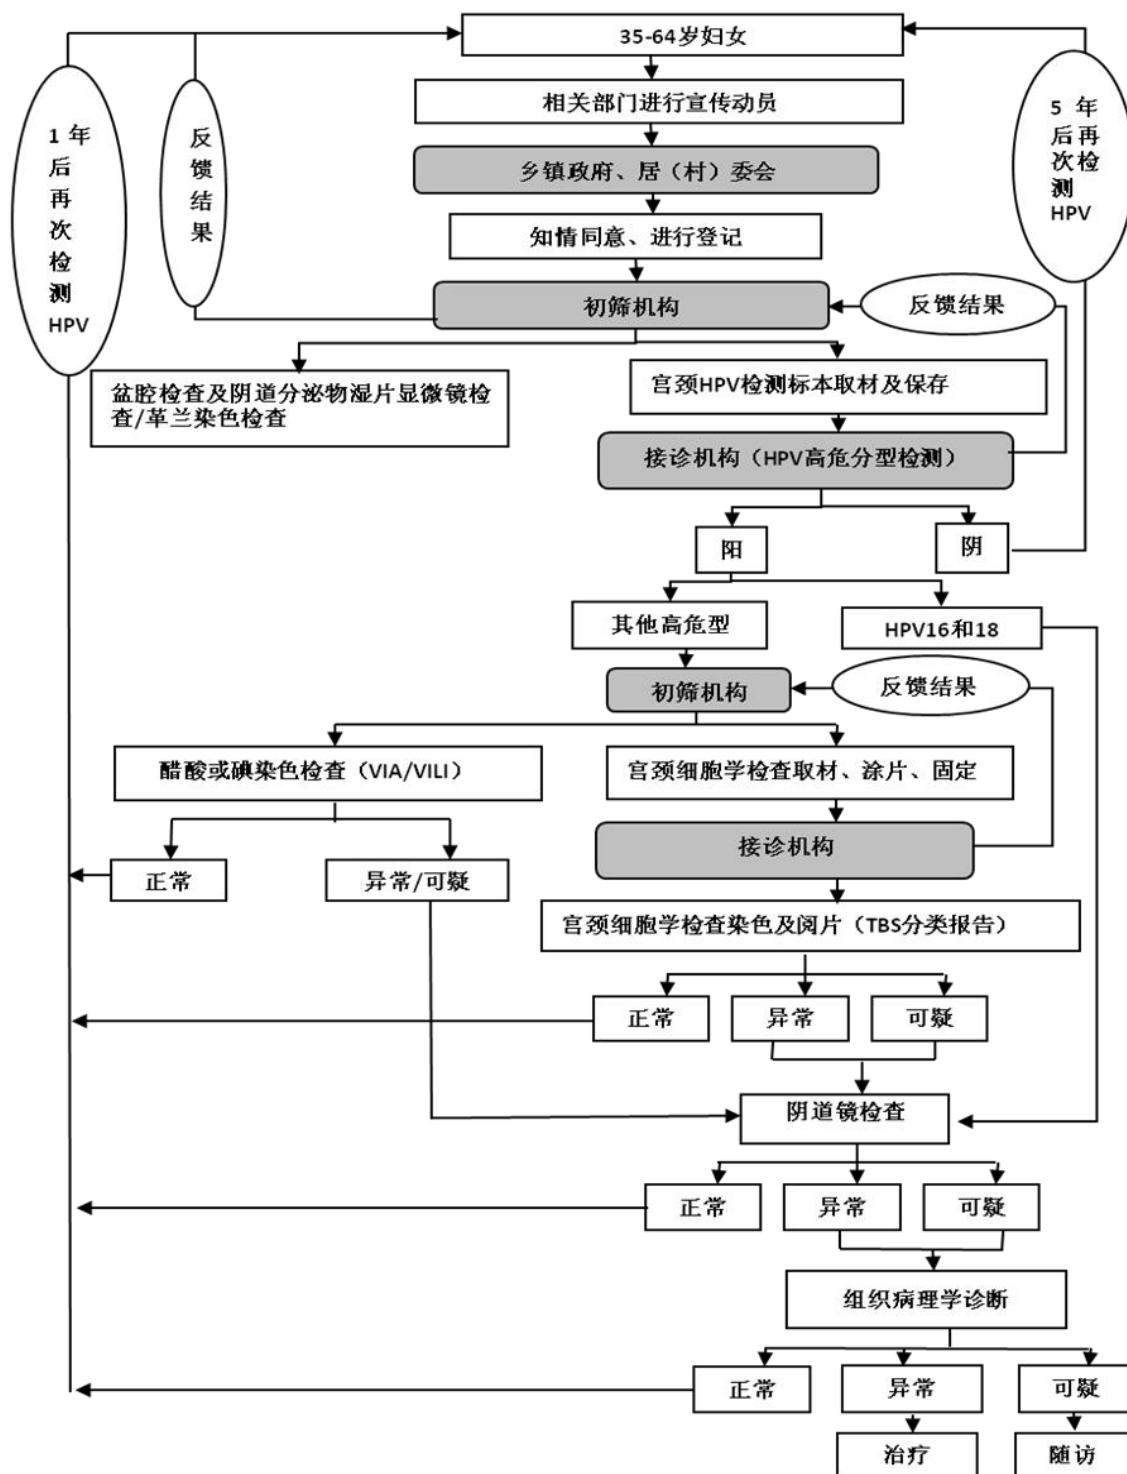 35-64岁妇女
相关部门进行宣传动员
1 年
后
再
次
检
测
HPV
反
馈
结
果
5 年
后再
次检
测
HPV
乡镇政府、居（村）委会
知情同意、进行登记
初筛机构
反馈结果
盆腔检查及阴道分泌物湿片显微镜检
查/革兰染色检查
宫颈HPV检测标本取材及保存
接诊机构（HPV高危分型检测）
阳
阴
其他高危型
HPV16和18
初筛机构
反馈结果
醋酸或碘染色检查（VIA/VILI）
宫颈细胞学检查取材、涂片、固定
接诊机构
正常
异常/可疑
宫颈细胞学检查染色及阅片（TBS分类报告）
正常
异常
可疑
阴道镜检查
正常
异常
可疑
组织病理学诊断
正常
异常
可疑
治疗
随访